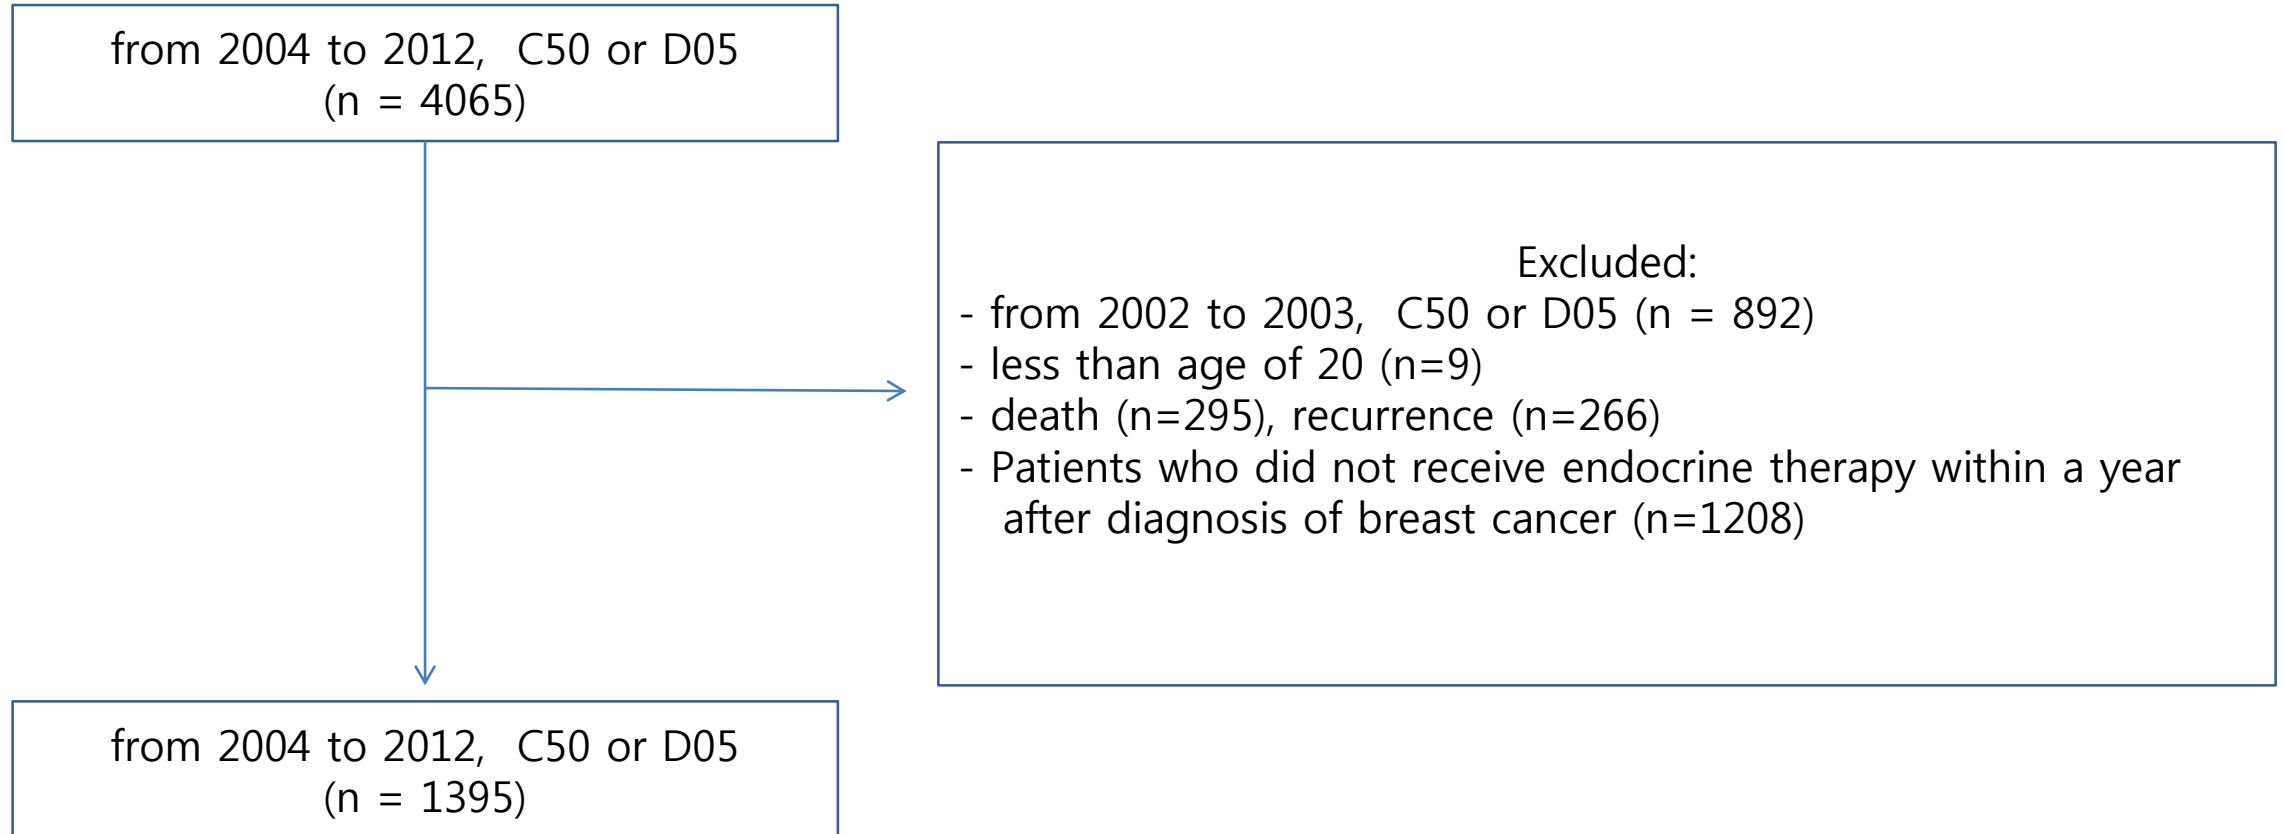 from 2004 to 2012, C50 or D05
(n = 4065)
Excluded:
- from 2002 to 2003, C50 or D05 (n = 892)
- less than age of 20 (n=9)
- death (n=295), recurrence (n=266)
- Patients who did not receive endocrine therapy within a year
after diagnosis of breast cancer (n=1208)
from 2004 to 2012, C50 or D05
(n = 1395)